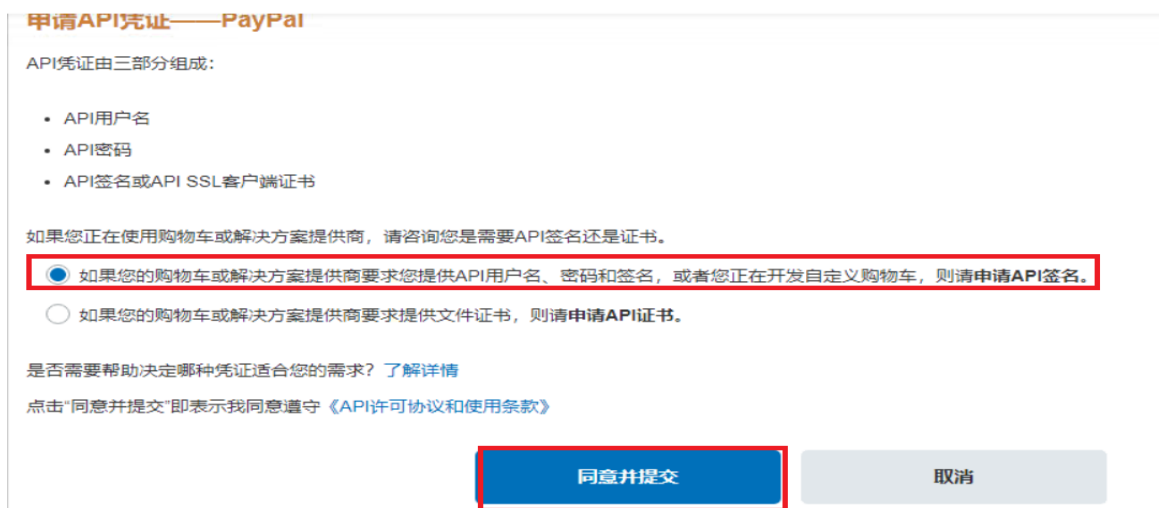 申请API凭证——PayPal
API凭证由三部分组成：
• API用户名
• API密码
• API签名或API SSL客户端证书
如果您正在使用购物车或解决方案提供商，请咨询您是需要API签名还是证书。
如果您的购物车或解决方案提供商要求您提供API用户名、密码和签名，或者您正在开发自定义购物车，则请申请API签名。
如果您的购物车或解决方案提供商要求提供文件证书，则请申请API证书。
是否需要帮助决定哪种凭证适合您的需求？了解详情
点击“同意并提交”即表示我同意遵守《API许可协议和使用条款》
同意并提交
取消